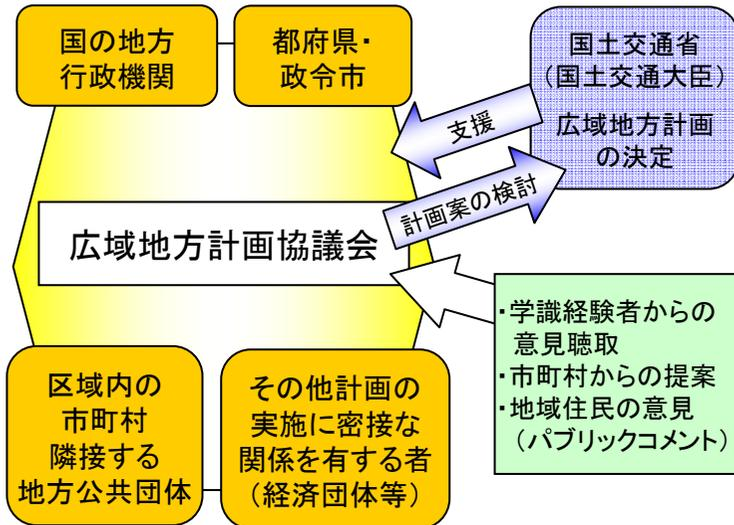 国の地方
行政機関
都府県・
政令市
国土交通省
(国土交通大臣)
広域地方計画
の決定
支援
計画案の検討
広域地方計画協議会
・学識経験者からの
意見聴取
・市町村からの提案
・地域住民の意見
(パブリックコメント)
区域内の
市町村
隣接する
地方公共団体
その他計画の
実施に密接な
関係を有する者
(経済団体等)